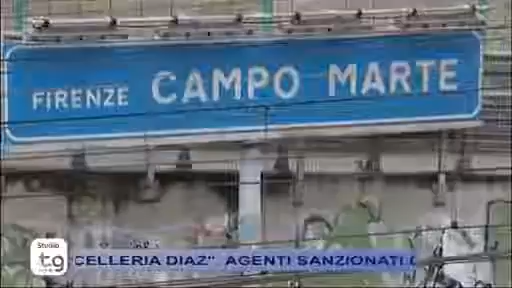 FIRENZE CAMPO MARTE
CELLERIA DIAZ" AGENTI SANZIONATI
Studio
tg